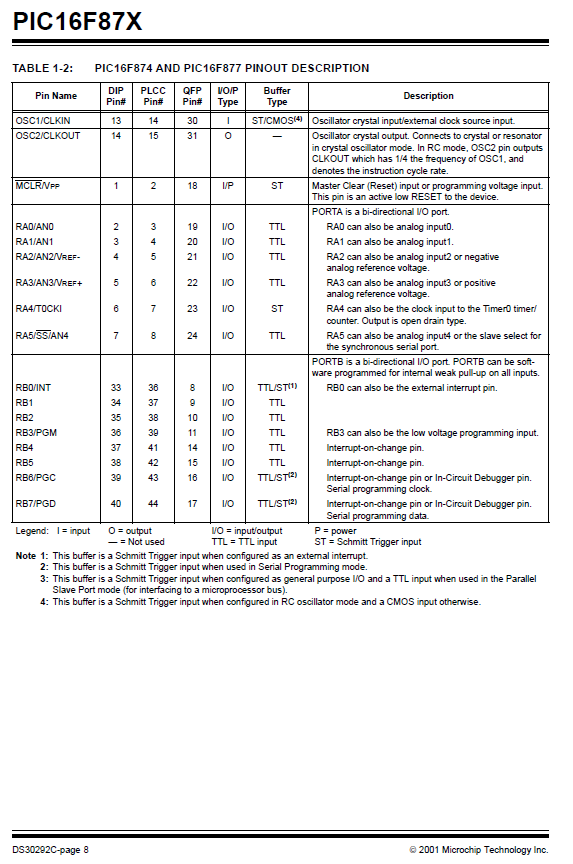 PIC16F87X
TABLE 1-2: PIC16F874 AND PIC16F877 PINOUT DESCRIPTION
Pin Name DIP Pin# PLCC Pin# QFP Pin# I/O/P Type Buffer Type Description
OSC1/CLKIN 13 14 30 I ST/CMOS(4) Oscillator crystal input/external clock source input.
OSC2/CLKOUT 14 15 31 O — Oscillator crystal output. Connects to crystal or resonator
in crystal oscillator mode. In RC mode, OSC2 pin outputs
CLKOUT which has 1/4 the frequency of OSC1, and
denotes the instruction cycle rate.
MCLR/VPP 1 2 18 I/P ST Master Clear (Reset) input or programming voltage input.
This pin is an active low RESET to the device.
PORTA is a bi-directional I/O port.
RA0/AN0 2 3 19 I/O TTL RA0 can also be analog input0.
RA1/AN1 3 4 20 I/O TTL RA1 can also be analog input1.
RA2/AN2/VREF- 4 5 21 I/O TTL RA2 can also be analog input2 or negative
analog reference voltage.
RA3/AN3/VREF+ 5 6 22 I/O TTL RA3 can also be analog input3 or positive
analog reference voltage.
RA4/T0CKI 6 7 23 I/O ST RA4 can also be the clock input to the Timer0 timer/
counter. Output is open drain type.
RA5/SS/AN4 7 8 24 I/O TTL RA5 can also be analog input4 or the slave select for
the synchronous serial port.
PORTB is a bi-directional I/O port. PORTB can be soft-
ware programmed for internal weak pull-up on all inputs.
RB0/INT 33 36 8 I/O TTL/ST(1) RB0 can also be the external interrupt pin.
RB1 34 37 9 I/O TTL
RB2 35 38 10 I/O TTL
RB3/PGM 36 39 11 I/O TTL RB3 can also be the low voltage programming input.
RB4 37 41 14 I/O TTL Interrupt-on-change pin.
RB5 38 42 15 I/O TTL Interrupt-on-change pin.
RB6/PGC 39 43 16 I/O TTL/ST(2) Interrupt-on-change pin or In-Circuit Debugger pin.
Serial programming clock.
RB7/PGD 40 44 17 I/O TTL/ST(2) Interrupt-on-change pin or In-Circuit Debugger pin.
Serial programming data.
Legend: I = input O = output I/O = input/output P = power
— = Not used TTL = TTL input ST = Schmitt Trigger input
Note 1: This buffer is a Schmitt Trigger input when configured as an external interrupt.
2: This buffer is a Schmitt Trigger input when used in Serial Programming mode.
3: This buffer is a Schmitt Trigger input when configured as general purpose I/O and a TTL input when used in the Parallel
Slave Port mode (for interfacing to a microprocessor bus).
4: This buffer is a Schmitt Trigger input when configured in RC oscillator mode and a CMOS input otherwise.
DS30292C-page 8 © 2001 Microchip Technology Inc.